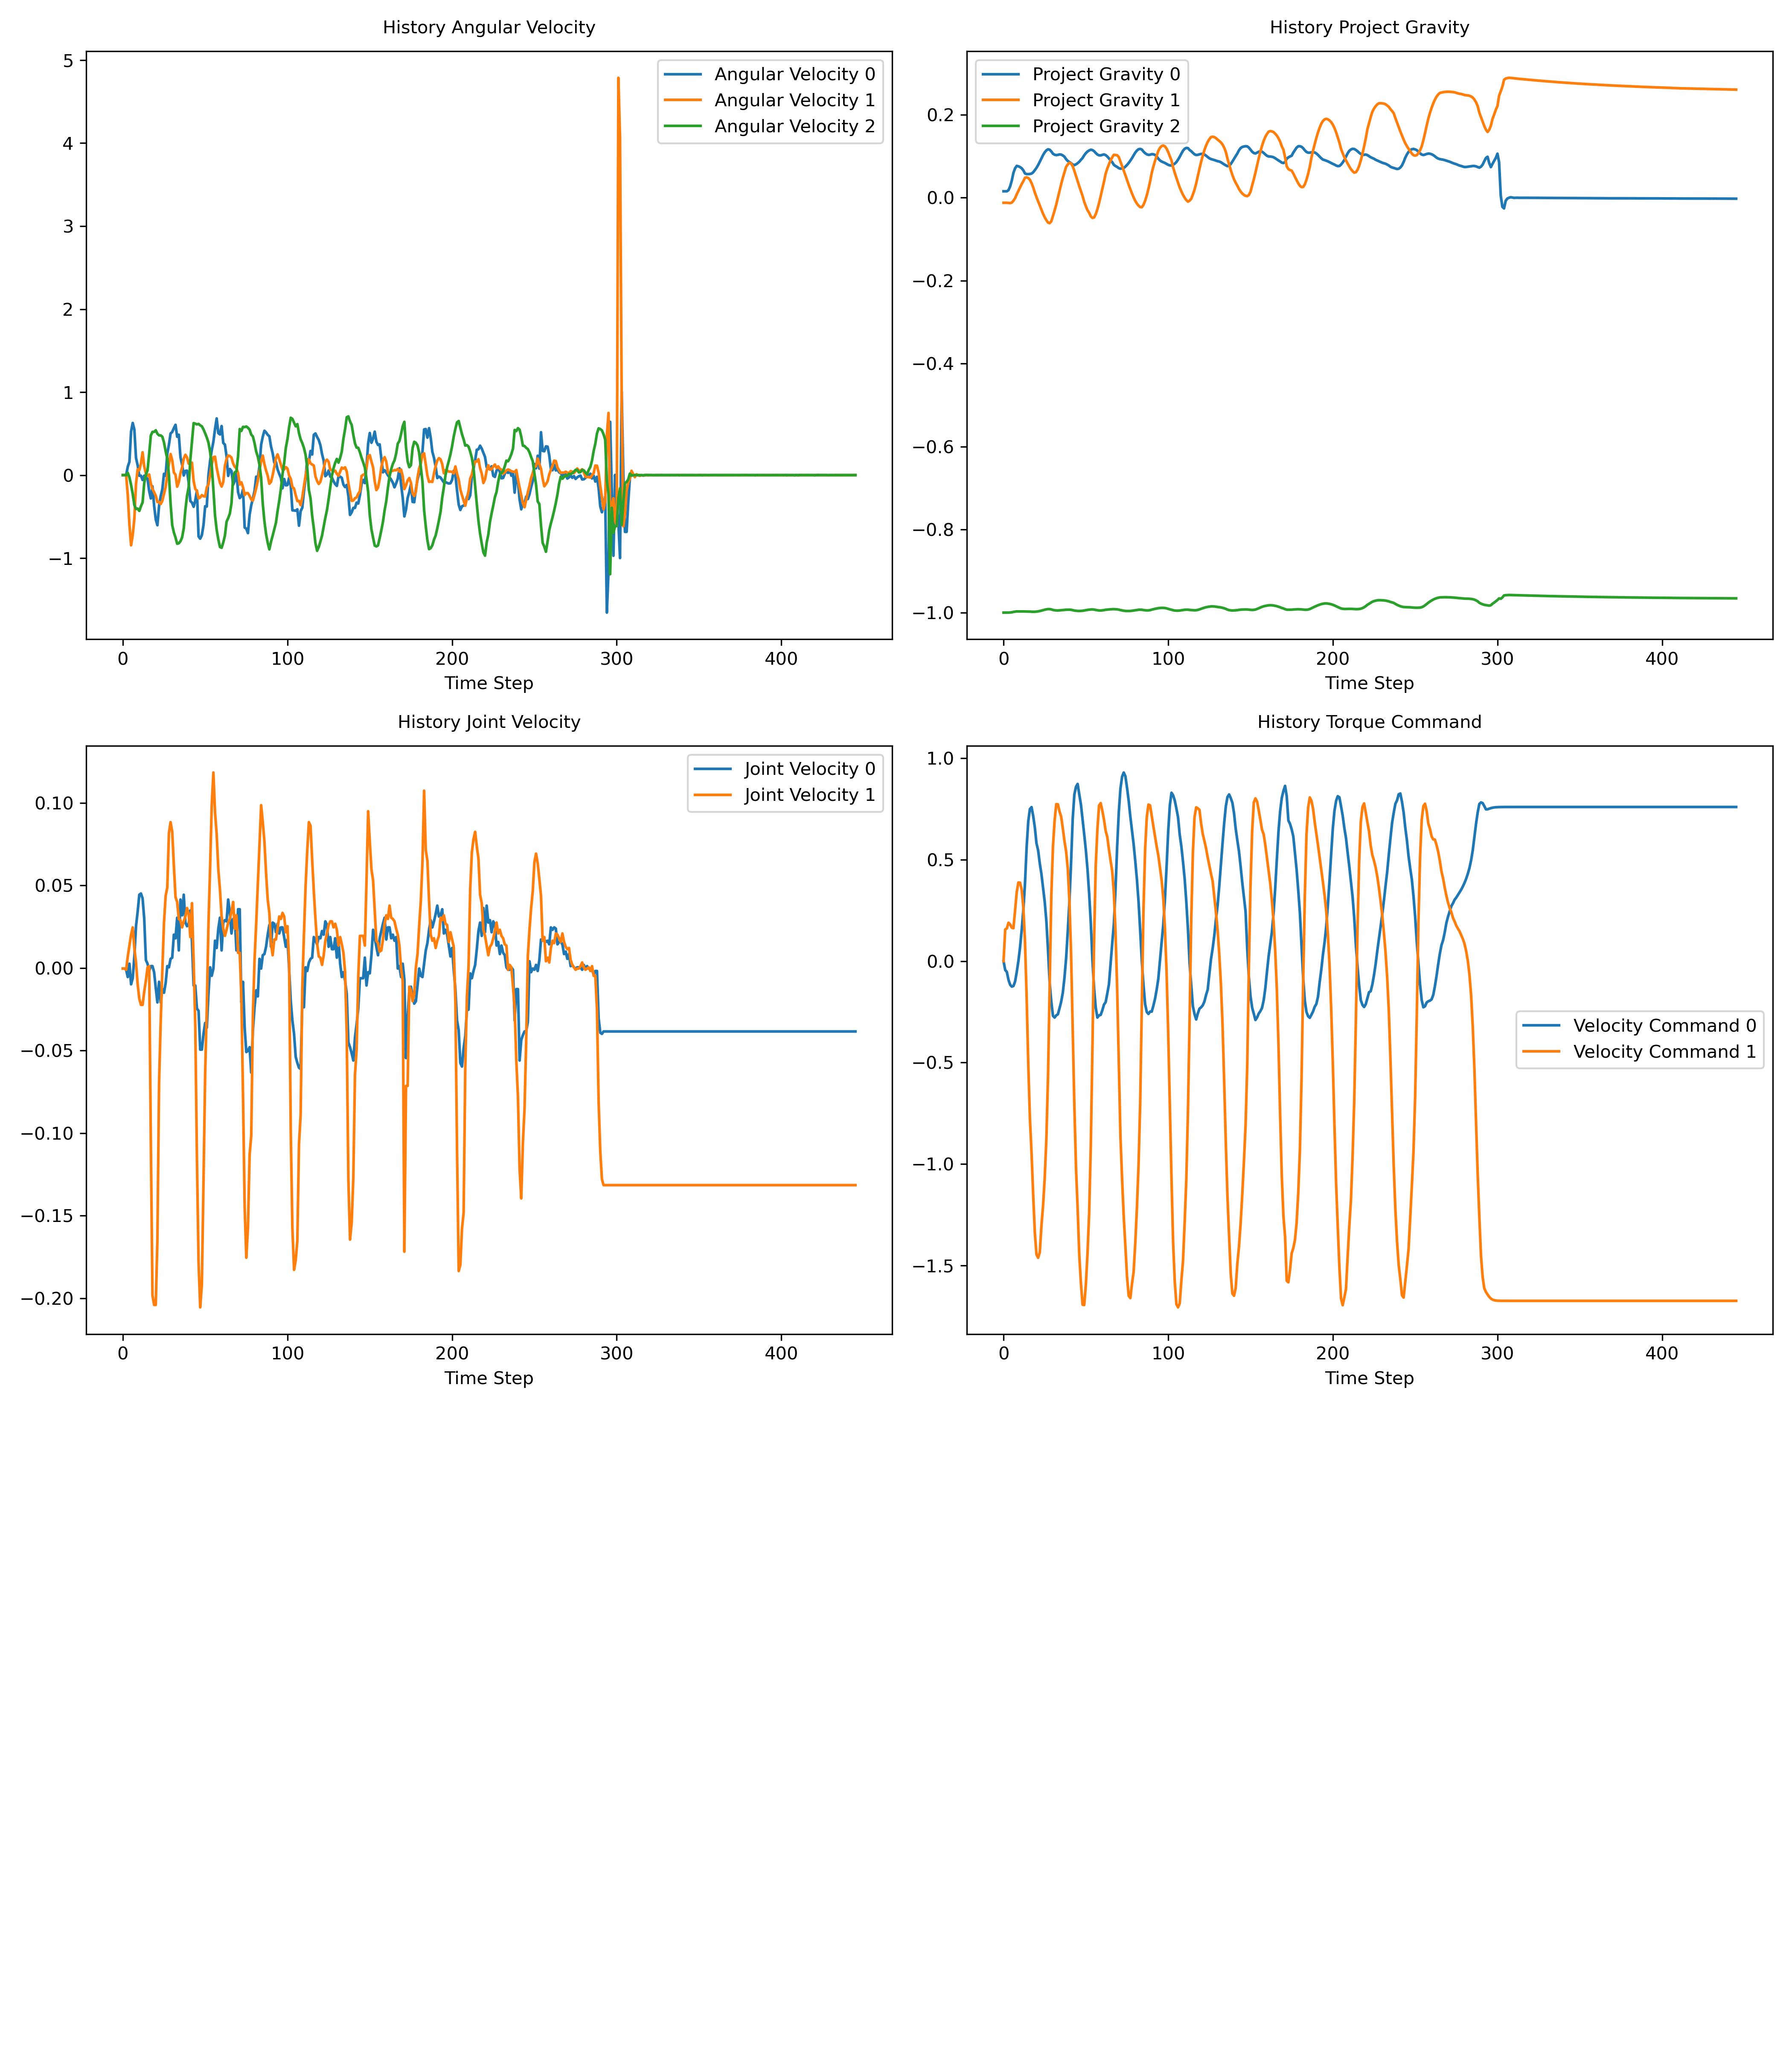 History Angular Velocity
5
4
3
2
1
0
−1
0
100
200
300
400
Time Step
Angular Velocity 0
Angular Velocity 1
Angular Velocity 2
History Project Gravity
0.2
0.0
−0.2
−0.4
−0.6
−0.8
−1.0
0
100
200
300
400
Time Step
Project Gravity 0
Project Gravity 1
Project Gravity 2
History Joint Velocity
0.10
0.05
0.00
−0.05
−0.10
−0.15
−0.20
0
100
200
300
400
Time Step
Joint Velocity 0
Joint Velocity 1
History Torque Command
1.0
0.5
0.0
−0.5
−1.0
−1.5
0
100
200
300
400
Time Step
Velocity Command 0
Velocity Command 1